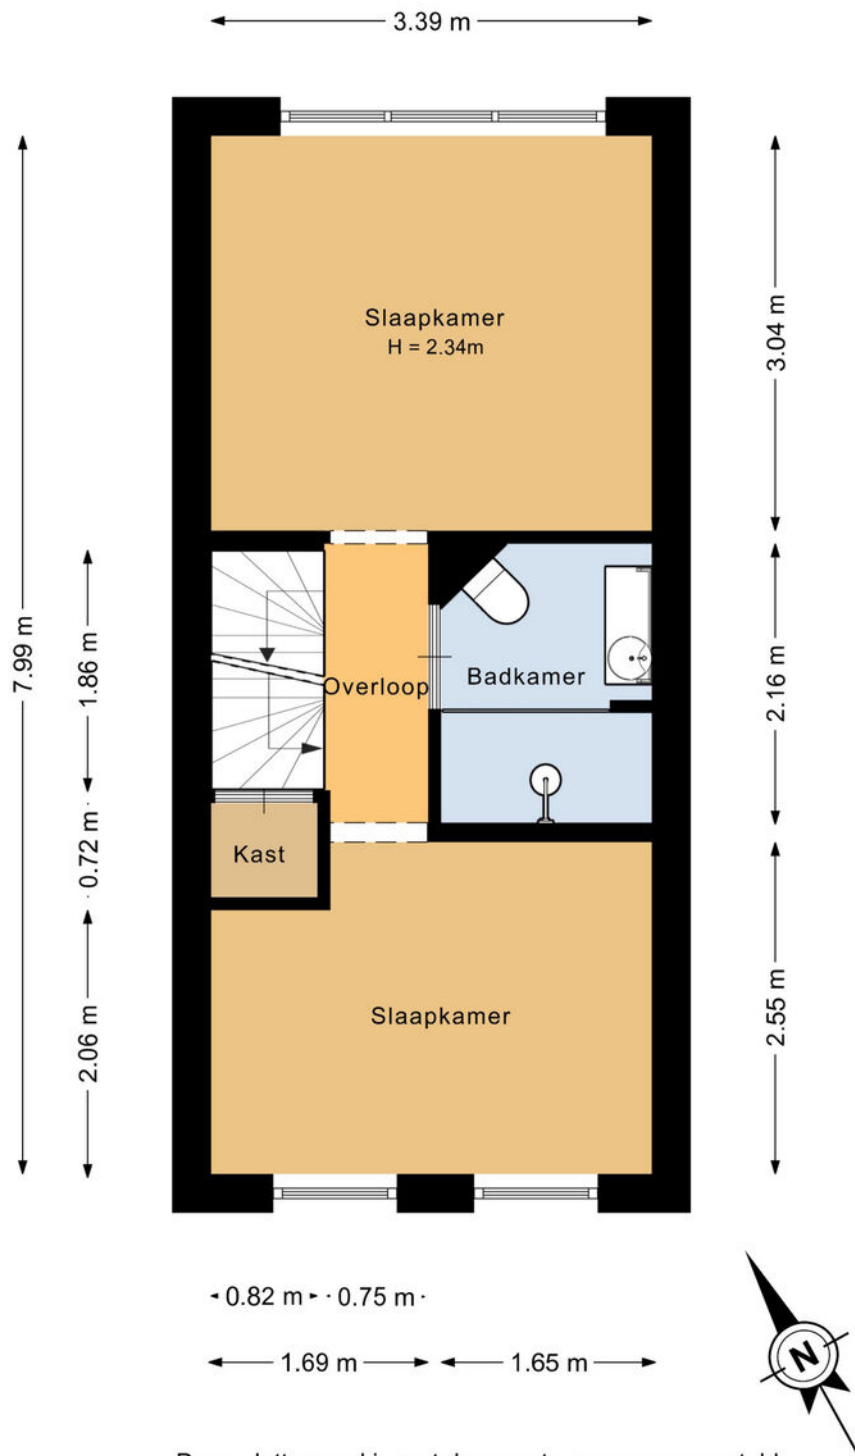 3.39 m
Slaapkamer
H = 2.34m
3.04 m
7.99 m
1.86 m
Overloop
Badkamer
2.16 m
0.72 m
Kast
2.06 m
Slaapkamer
2.55 m
0.82 m
0.75 m
1.69 m
1.65 m
N